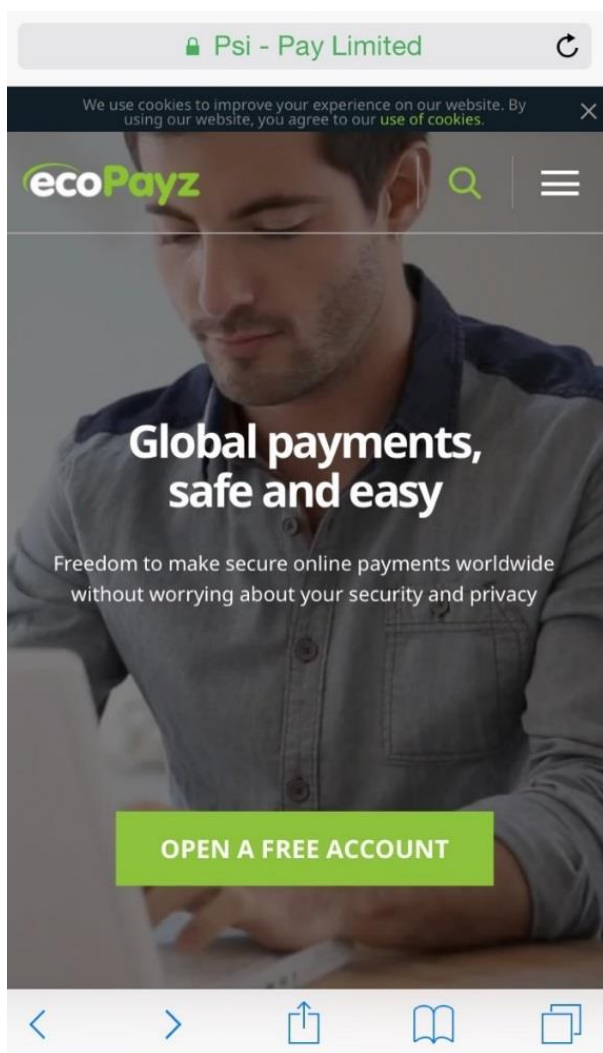 Psi - Pay Limited
We use cookies to improve your experience on our website. By
using our website, you agree to our use of cookies.
ecoPayz
Global payments,
safe and easy
Freedom to make secure online payments worldwide
without worrying about your security and privacy
OPEN A FREE ACCOUNT